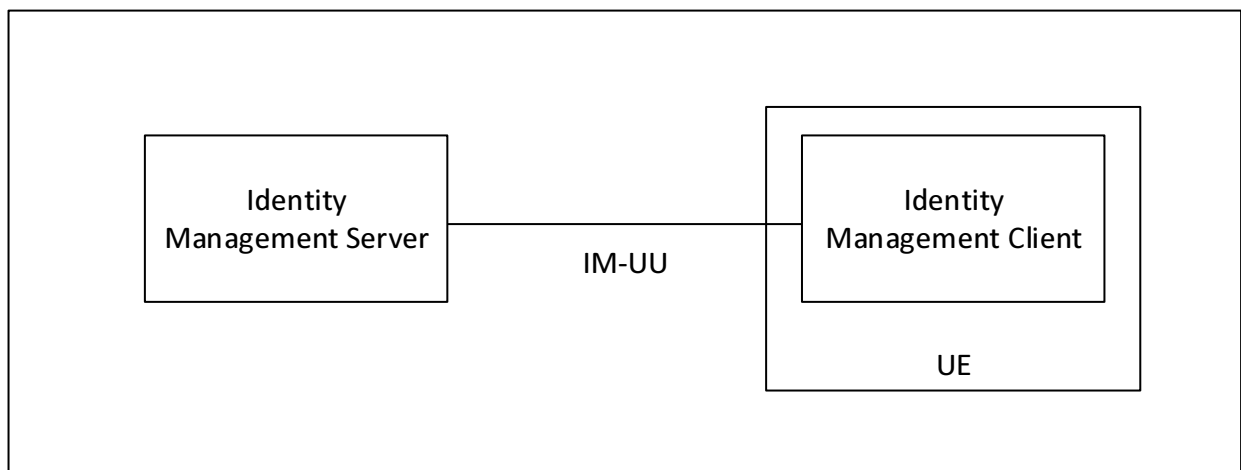 Identity
Management Server
IM-UU
Identity
Management Client
UE